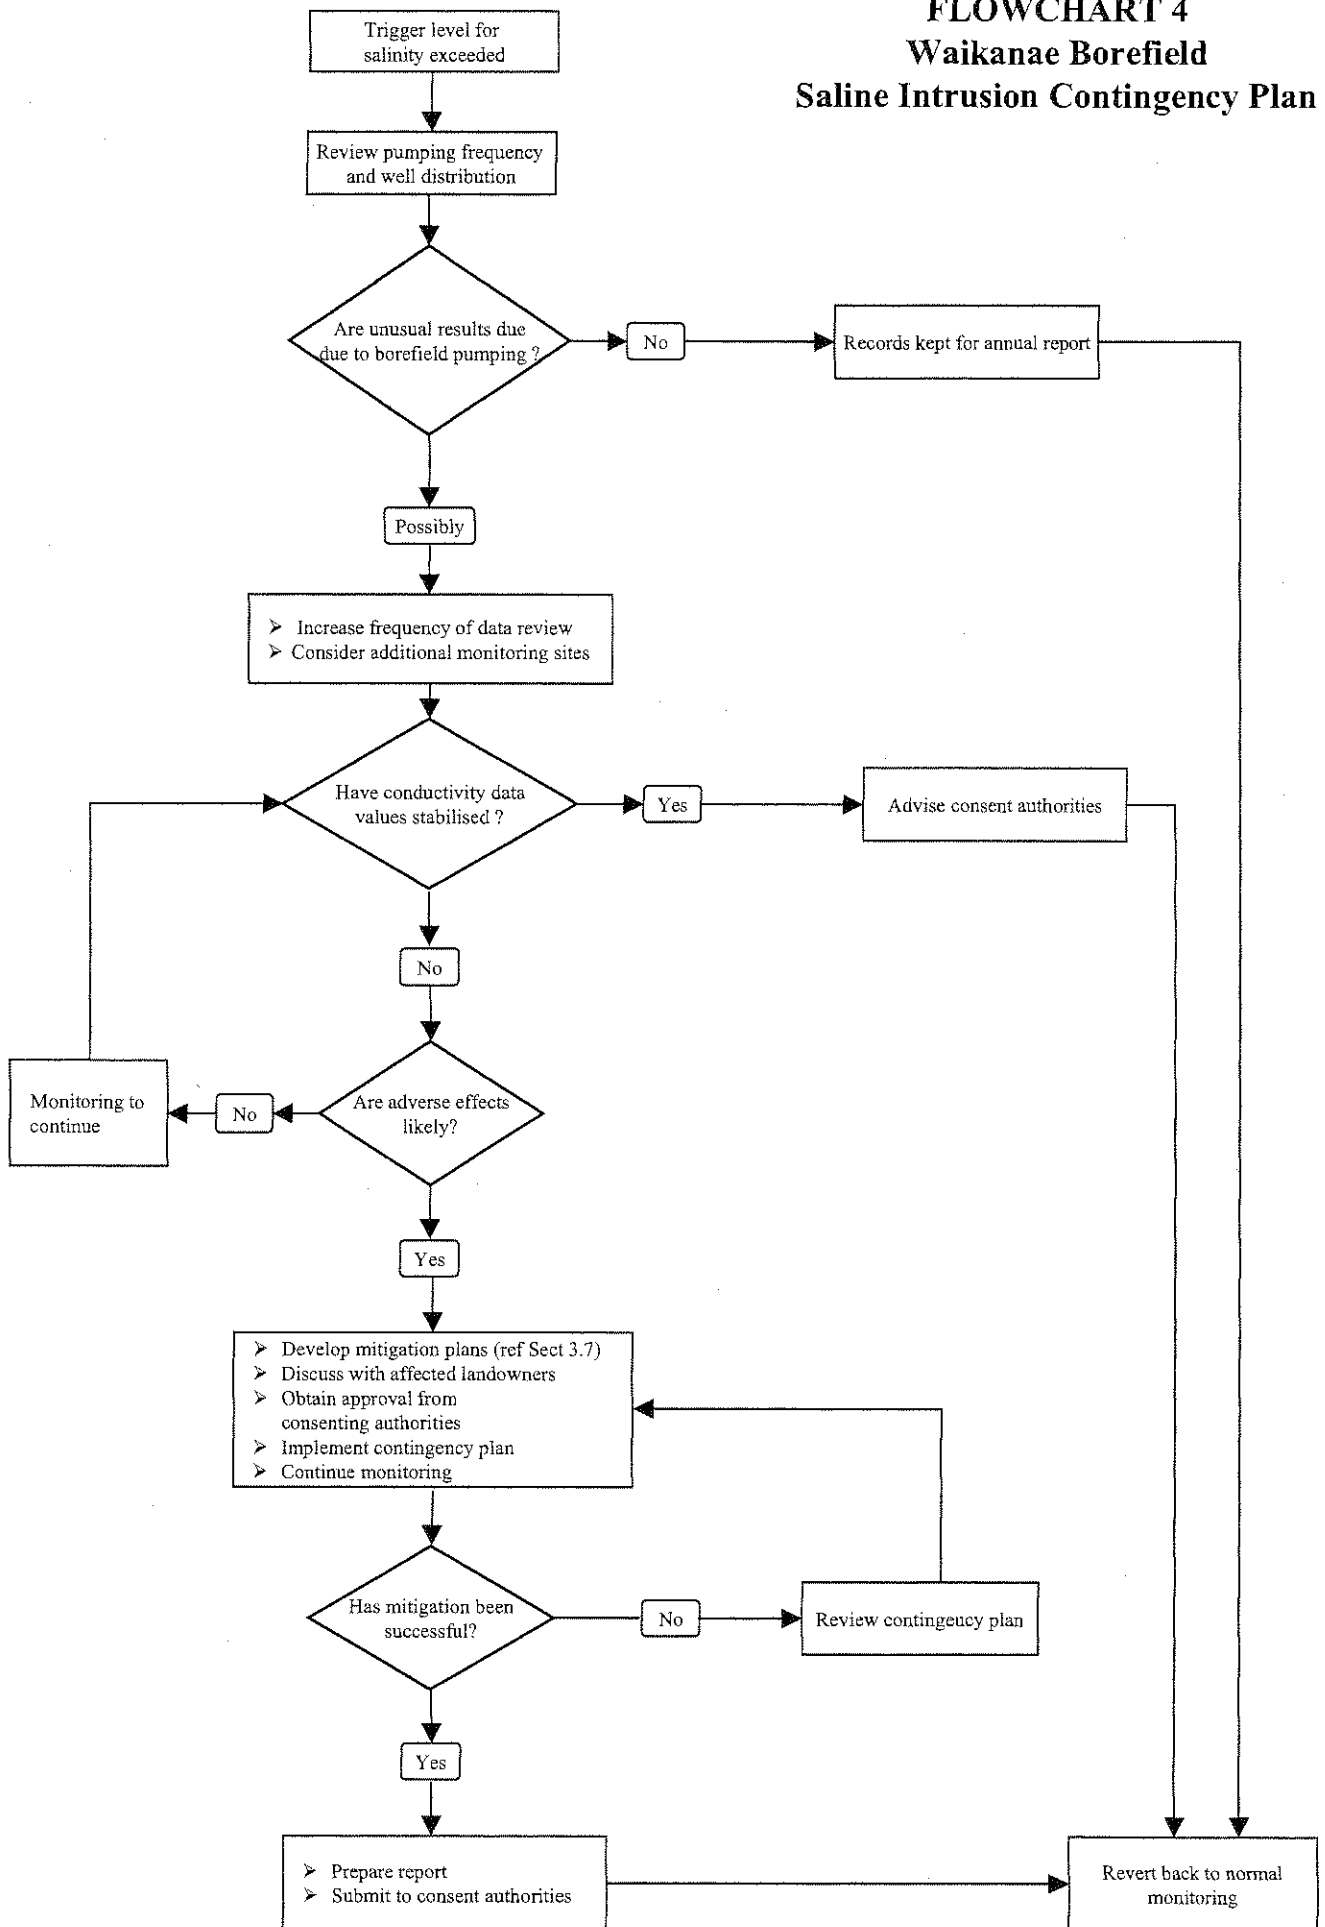 FLOWCHART 4
Waikanae Borefield
Saline Intrusion Contingency Plan
Trigger level for
salinity exceeded
Review pumping frequency
and well distribution
Are unusual results due
due to borefield pumping ?
No
Records kept for annual report
Possibly
➢ Increase frequency of data review
➢ Consider additional monitoring sites
Have conductivity data
values stabilised ?
Yes
Advise consent authorities
No
Are adverse effects
likely?
No
Monitoring to
continue
Yes
➢ Develop mitigation plans (ref Sect 3.7)
➢ Discuss with affected landowners
➢ Obtain approval from
consenting authorities
➢ Implement contingency plan
➢ Continue monitoring
Has mitigation been
successful?
No
Review contingency plan
Yes
➢ Prepare report
➢ Submit to consent authorities
Revert back to normal
monitoring